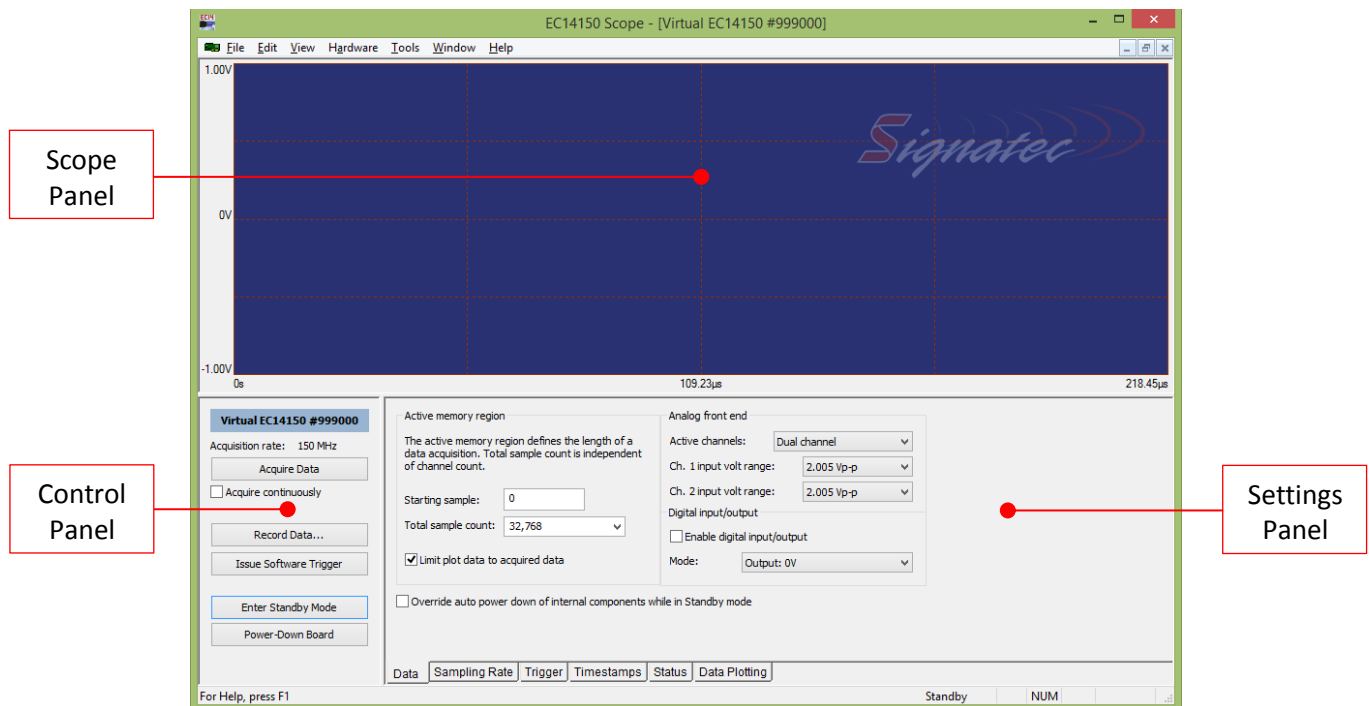 EC14150 Scope - [Virtual EC14150 #999000]
File Edit View Hardware Tools Window Help
1.00V
Signatec
Scope
Panel
0V
-1.00V
0s 109.23µs 218.45µs
Virtual EC14150 #999000
Acquisition rate: 150 MHz
Acquire Data
Acquire continuously
Control
Panel
Record Data...
Issue Software Trigger
Enter Standby Mode
Power-Down Board
Active memory region
The active memory region defines the length of a
data acquisition. Total sample count is independent
of channel count.
Starting sample: 0
Total sample count: 32,768
Limit plot data to acquired data
Analog front end
Active channels: Dual channel
Ch. 1 input volt range: 2.005 Vp-p
Ch. 2 input volt range: 2.005 Vp-p
Digital input/output
Enable digital input/output
Mode: Output: 0V
Override auto power down of internal components while in Standby mode
Settings
Panel
Data Sampling Rate Trigger Timestamps Status Data Plotting
For Help, press F1 Standby NUM